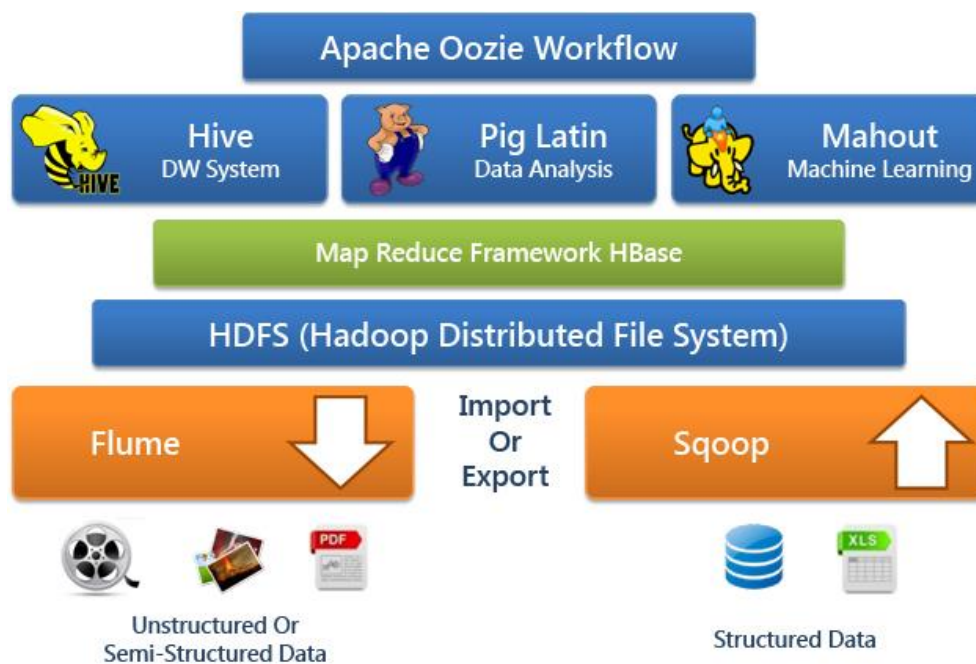 Apache Oozie Workflow
HIVE
Hive
DW System
Pig Latin
Data Analysis
Mahout
Machine Learning
Map Reduce Framework HBase
HDFS (Hadoop Distributed File System)
Flume
Import
Or
Export
Sqoop
PDF
XLS
Unstructured Or
Semi-Structured Data
Structured Data